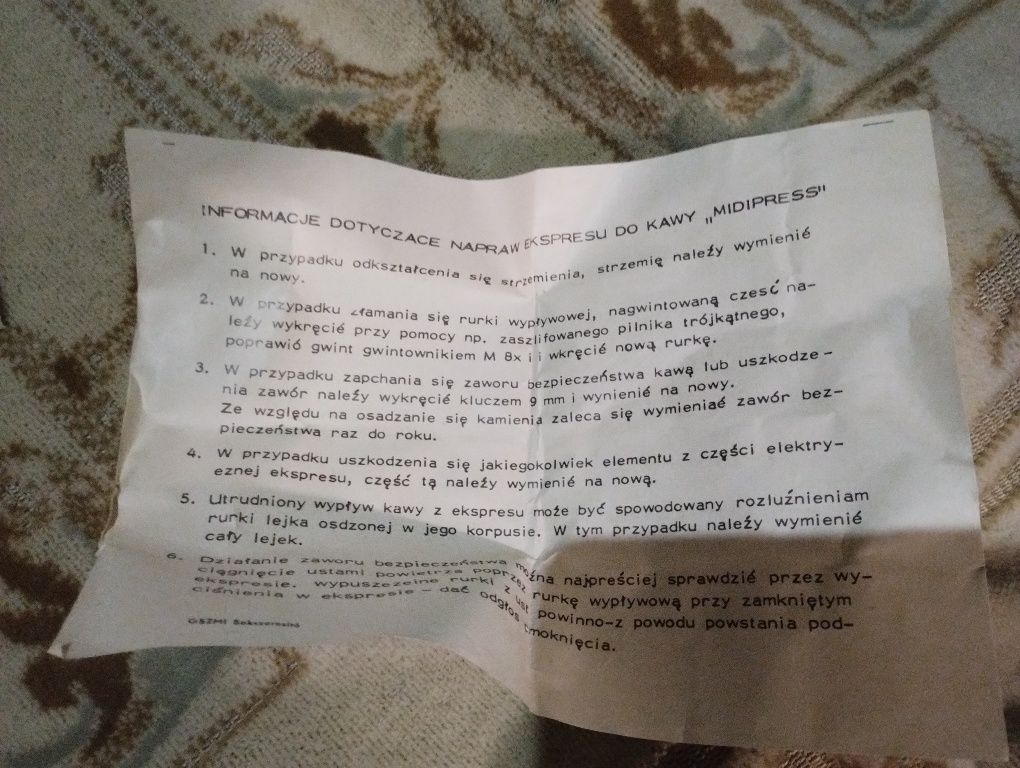 INFORMACJE DOTYCZĄCE NAPRAW EKSPRESU DO KAWY „MIDIPRESS"
1. W przypadku odkształcenia się strzemienia, strzemię należy wymienić
na nowy.
2. W przypadku złamania się rurki wypływowej, nagwintowaną czesć na-
leży wykręcić przy pomocy np. zaszlifowanego pilnika trójkątnego,
poprawić gwint gwintownikiem M 8x i i wkręcić nową rurkę.
3. W przypadku zapchania się zaworu bezpieczeństwa kawą lub uszkodze-
nia zawór należy wykręcić kluczem 9 mm i wynienić na nowy.
Ze względu na osadzanie się kamienia zaleca się wymieniać zawór bez-
pieczeństwa raz do roku.
4. W przypadku uszkodzenia się jakiegokolwiek elementu z części elektry-
eznej ekspresu, część tą należy wymienić na nową.
5. Utrudniony wypływ kawy z ekspresu może być spowodowany rozluźnieniam
rurki lejka osdzonej w jego korpusie. W tym przypadku należy wymienić
cały lejek.
6. Działanie zaworu bezpieczeństwa można najpreściej sprawdzić przez wy-
ciągnięcie ustami powietrza poprzez rurkę wypływową przy zamkniętym
ekspresie. wypuszezeine rurki z ust powinno-z powodu powstania pod-
ciśnienia w ekspresie - dać odgłos cmoknięcia.
GSZMI